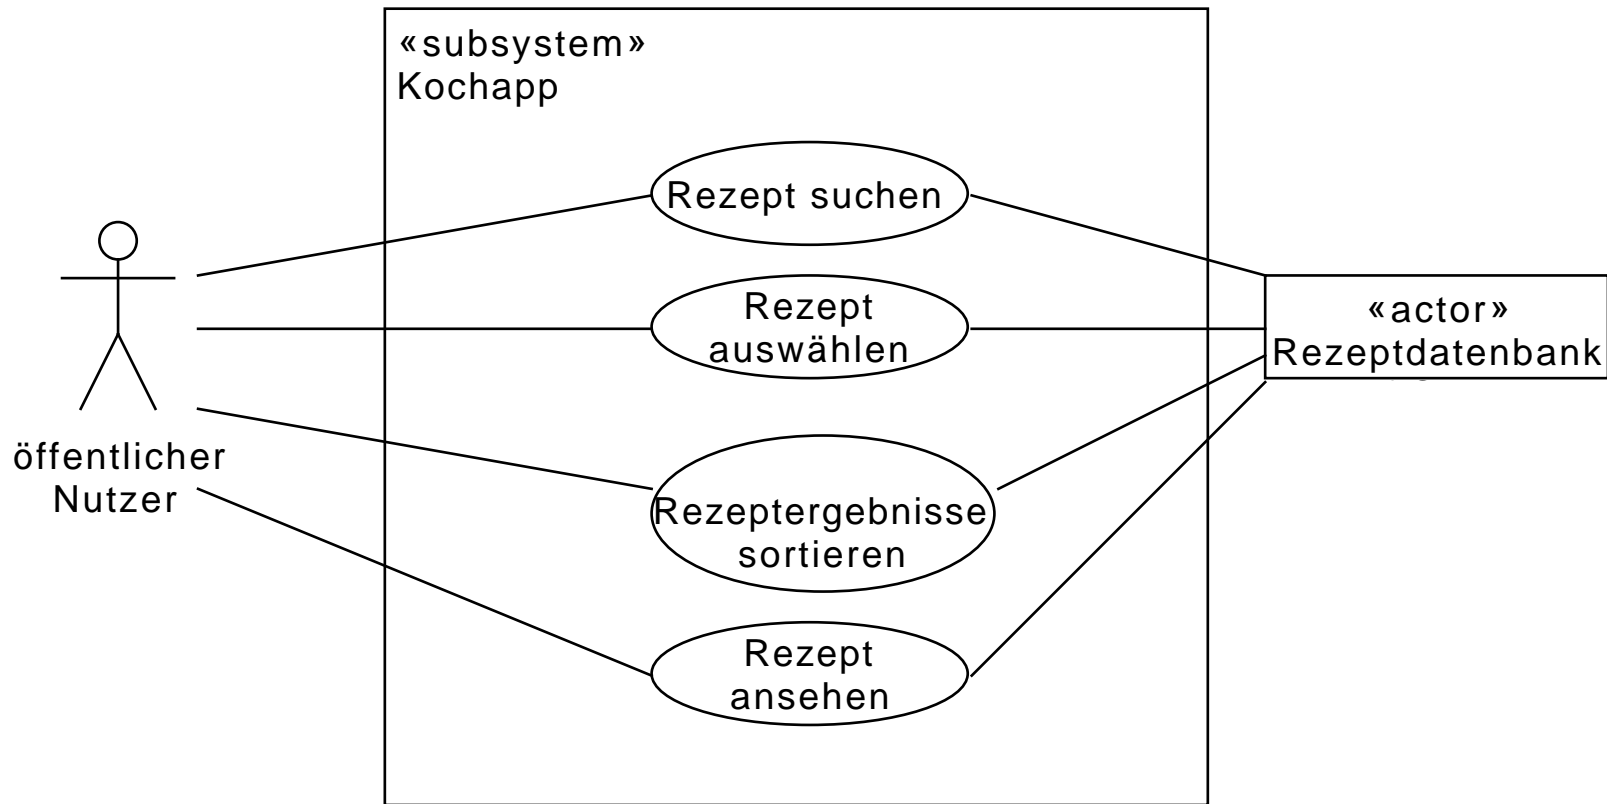 «subsystem»
Kochapp
Rezept suchen
Rezept
auswählen
«actor»
Rezeptdatenbank
öffentlicher
Nutzer
Rezeptergebnisse
sortieren
Rezept
ansehen